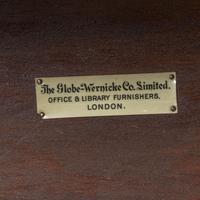 The Globe-Wernicke Co. Limited.
OFFICE & LIBRARY FURNISHERS.
LONDON.